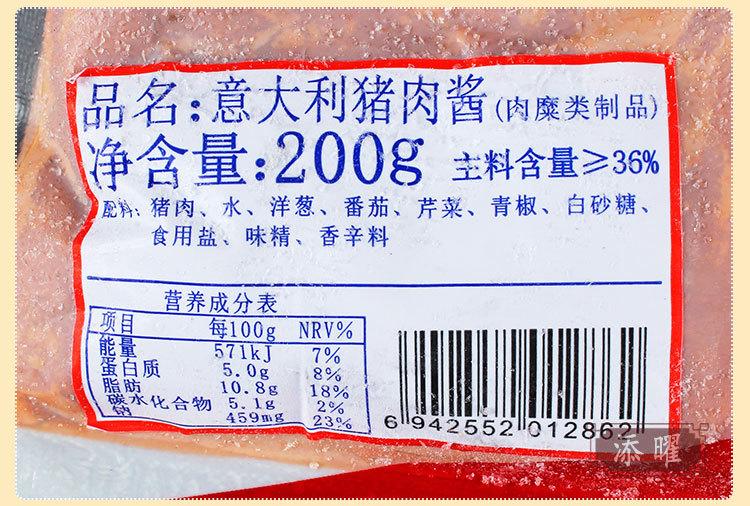 品名:意大利猪肉酱(肉糜类制品)
净含量:200g 主料含量≥36%
配料:猪肉、水、洋葱、番茄、芹菜、青椒、白砂糖、
食用盐、味精、香辛料
营养成分表
项目 每100g NRV%
能量 571kJ 7%
蛋白质 5.0g 8%
脂肪 10.8g 18%
碳水化合物 5.1g 2%
钠 459mg 23%
6 942552 012862
添曜